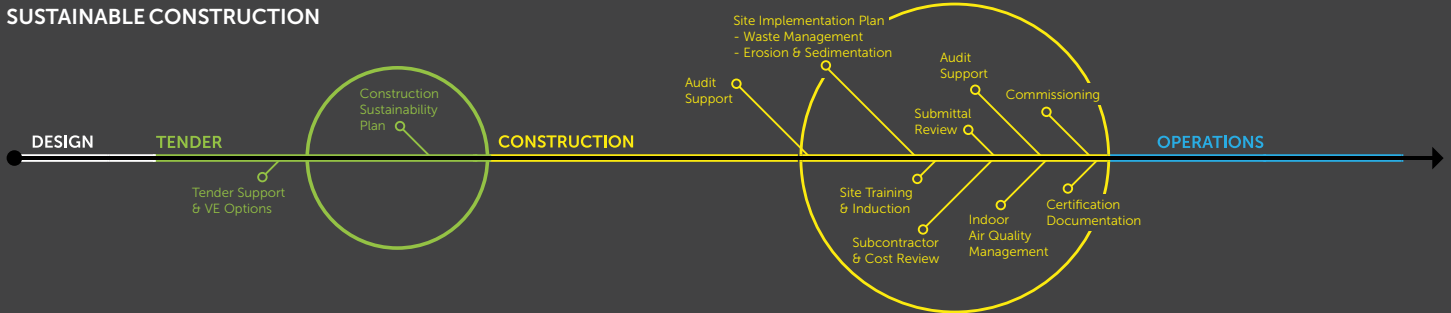 SUSTAINABLE CONSTRUCTION
DESIGN
TENDER
Tender Support
& VE Options
Construction
Sustainability
Plan
CONSTRUCTION
Audit
Support
Site Implementation Plan
- Waste Management
- Erosion & Sedimentation
Site Training
& Induction
Submittal
Review
Subcontractor
& Cost Review
Audit
Support
Indoor
Air Quality
Management
Commissioning
Certification
Documentation
OPERATIONS